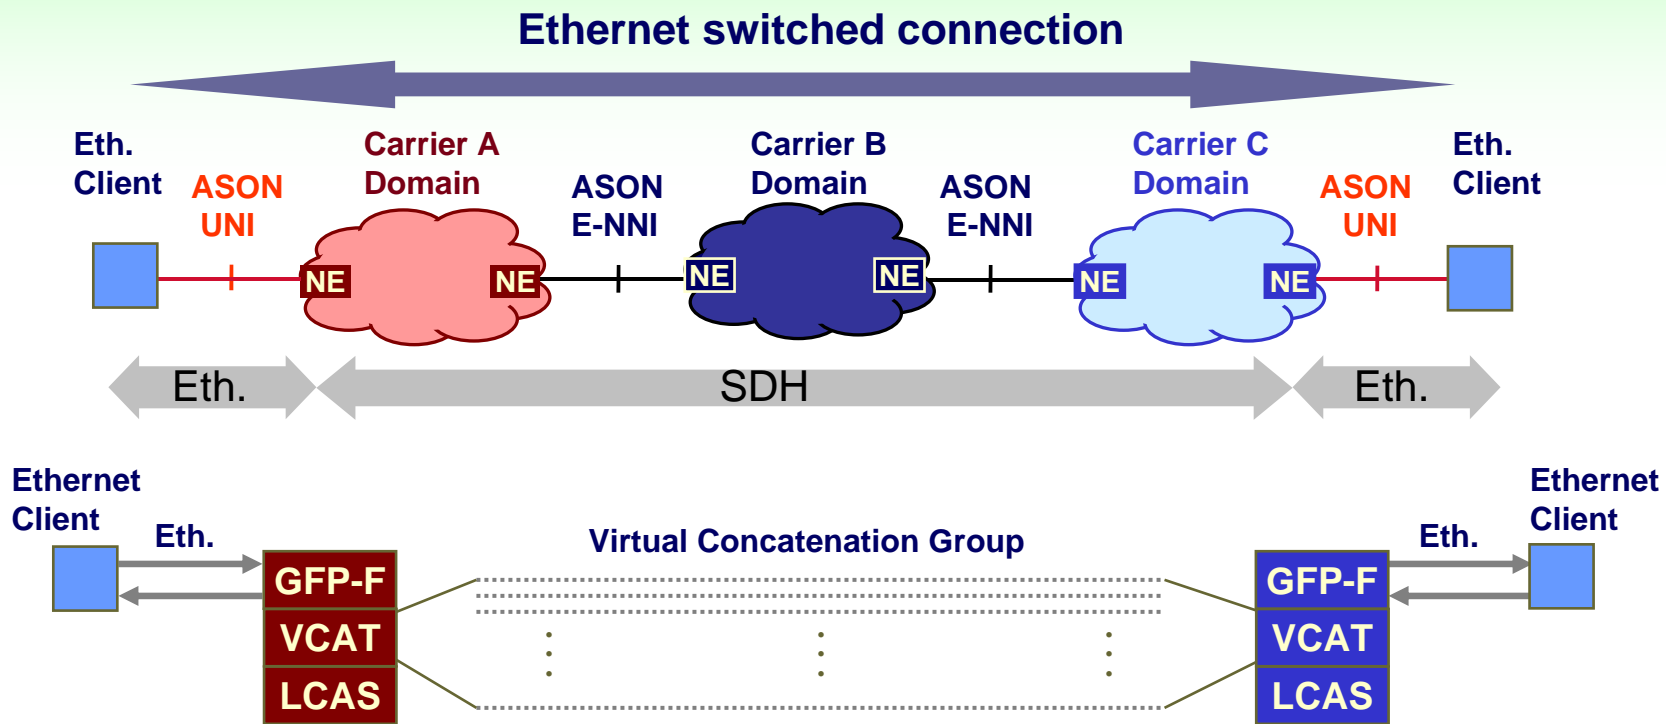 Ethernet switched connection
Eth.
Client
ASON
UNI
Carrier A
Domain
ASON
E-NNI
Carrier B
Domain
ASON
E-NNI
Carrier C
Domain
ASON
UNI
Eth.
Client
NE
NE
NE
NE
NE
NE
Eth.
SDH
Eth.
Ethernet
Client
Eth.
Virtual Concatenation Group
Eth.
Ethernet
Client
GFP-F
VCAT
LCAS
GFP-F
VCAT
LCAS